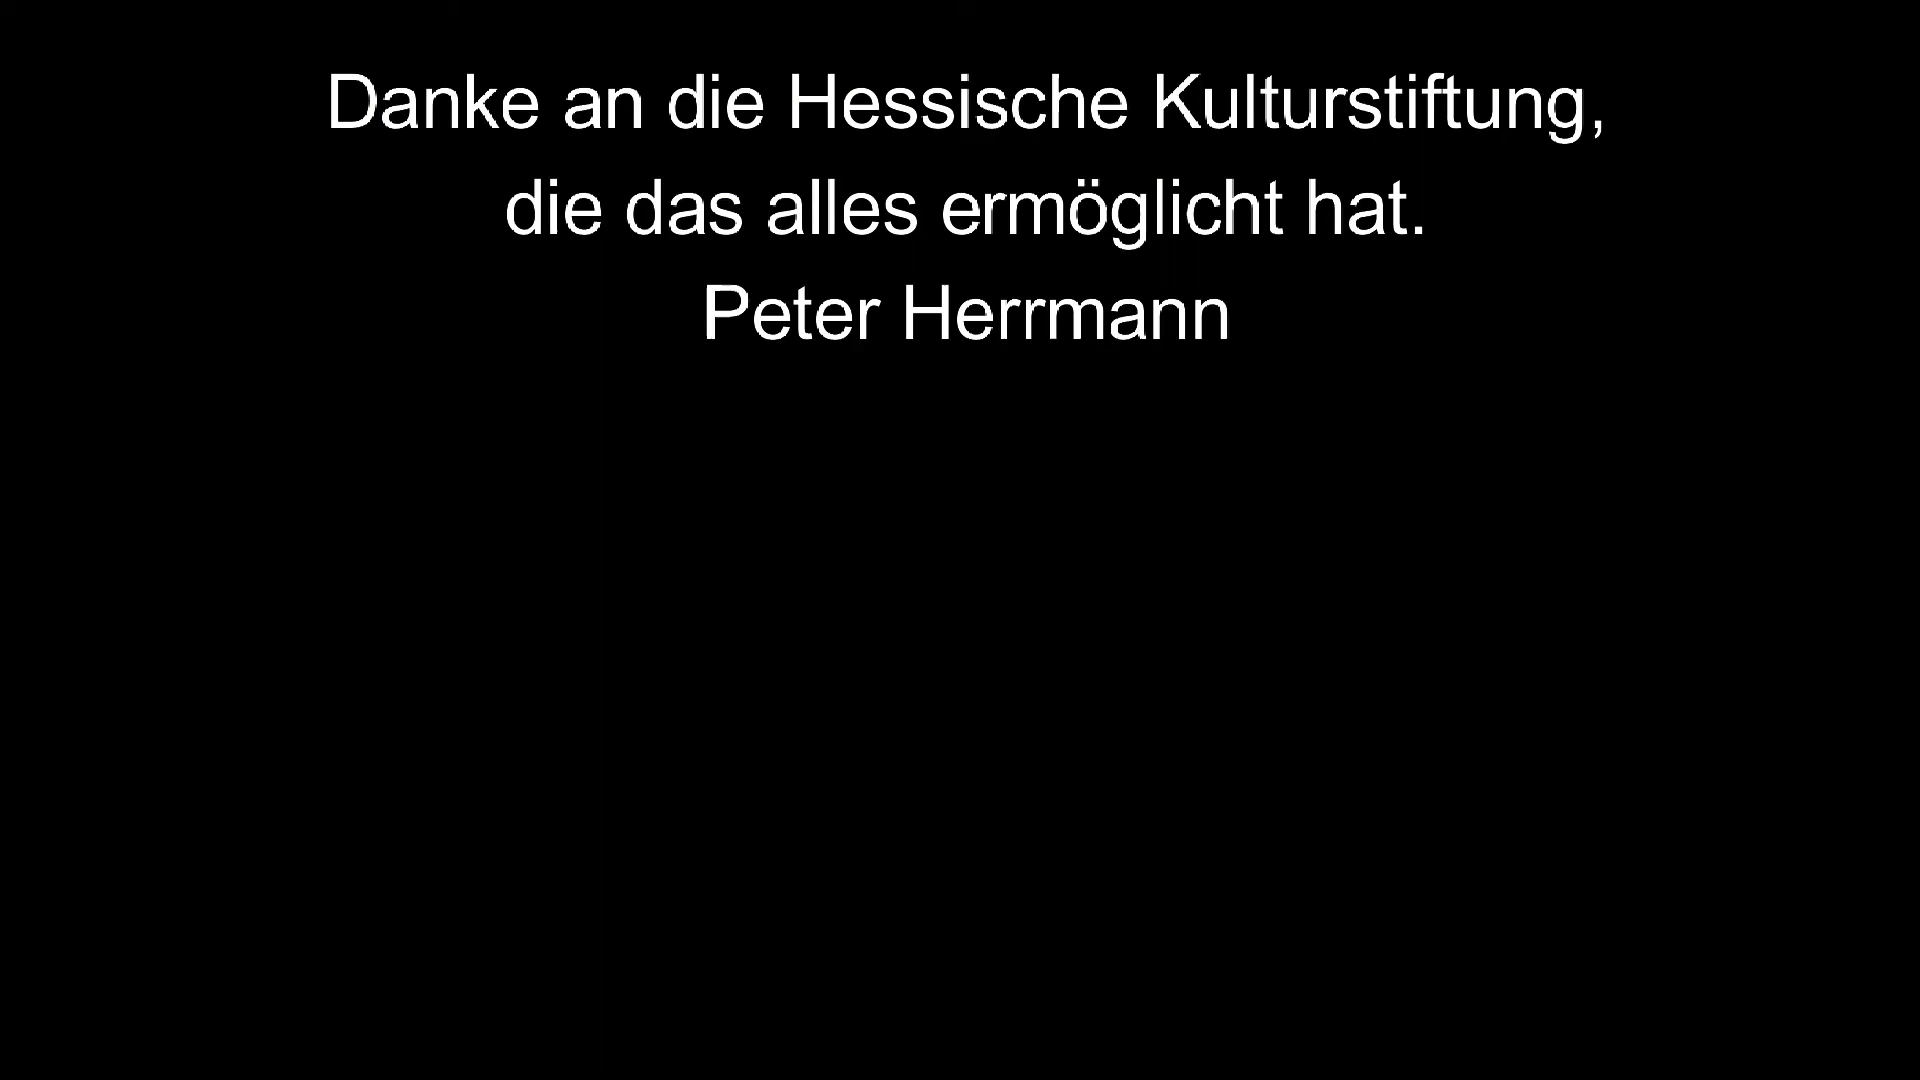 Danke an die Hessische Kulturstiftung,
die das alles ermöglicht hat.
Peter Herrmann